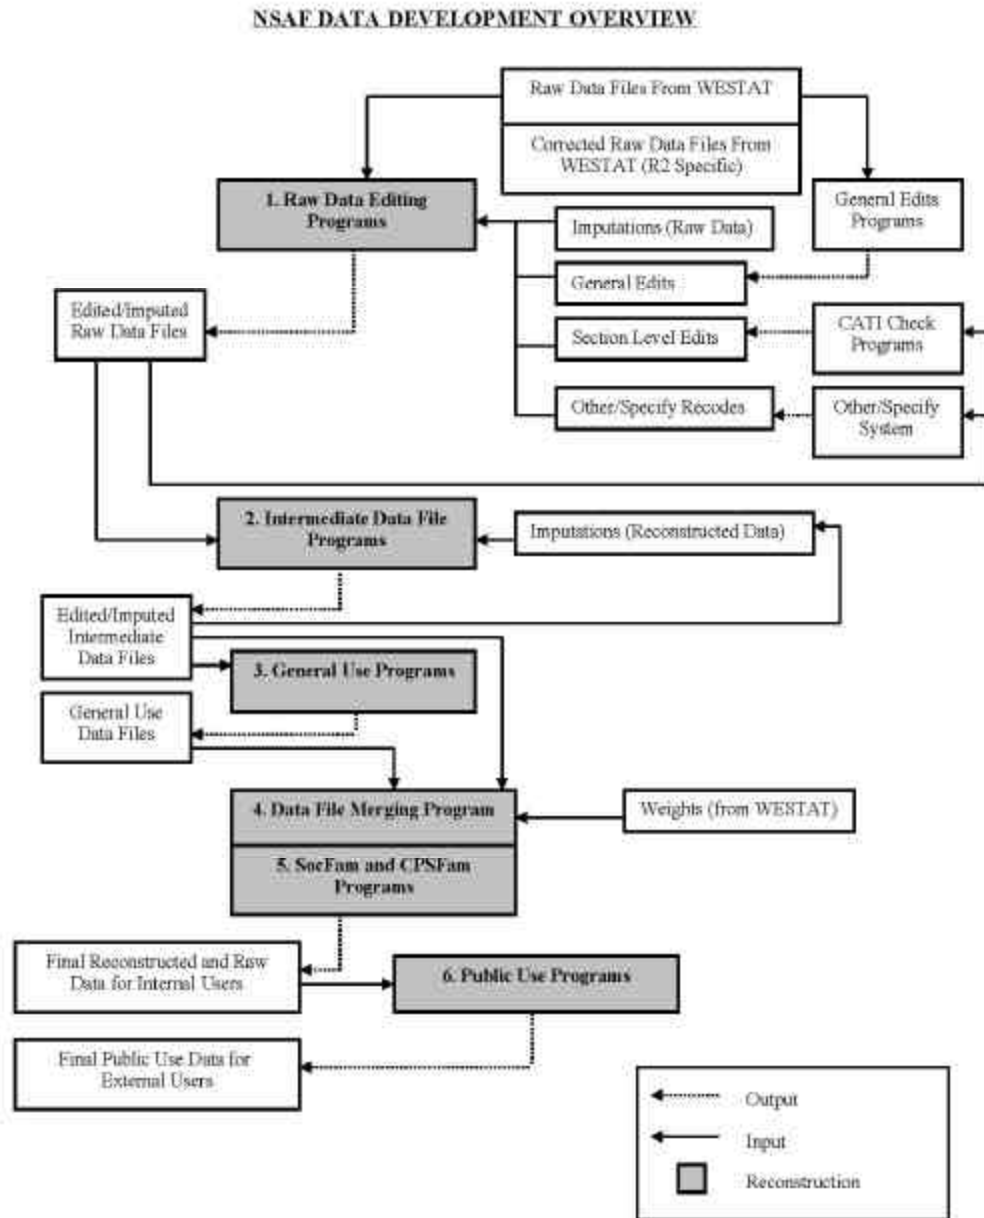 NSAF DATA DEVELOPMENT OVERVIEW
Raw Data Files From WESTAT
Corrected Raw Data Files From
WESTAT (R2 Specific)
1. Raw Data Editing
Programs
General Edits
Programs
Imputations (Raw Data)
General Edits
Edited/Imputed
Raw Data Files
Section Level Edits
CATI Check
Programs
Other/Specify Recodes
Other/Specify
System
2. Intermediate Data File
Programs
Imputations (Reconstructed Data)
Edited/Imputed
Intermediate
Data Files
3. General Use Programs
General Use
Data Files
4. Data File Merging Program
Weights (from WESTAT)
5. SocFam and CPSFam
Programs
Final Reconstructed and Raw
Data for Internal Users
6. Public Use Programs
Final Public Use Data for
External Users
Output
Input
Reconstruction